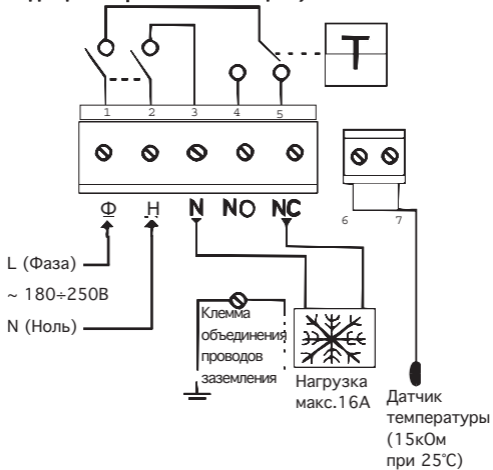 T
1 2 3 4 5
Ф Н N NO NC
6 7
L (Фаза)
~ 180÷250В
N (Ноль)
Клемма
объединения
проводов
заземления
Нагрузка
макс.16А
Датчик
температуры
(15кОм
при 25℃)